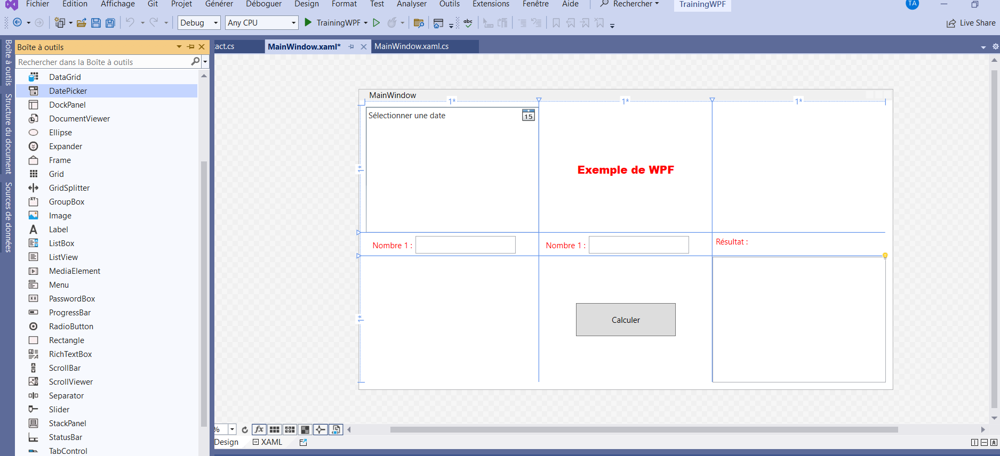 Fichier Edition Affichage Git Projet Générer Déboguer Design Format Test Analyser Outils Extensions Fenêtre Aide Rechercher TrainingWPF TA
Debug Any CPU TrainingWPF abc Live Share
Boîte à outils
Structure du document
Sources de données
Boîte à outils
Rechercher dans la Boîte à outils
DataGrid
DatePicker
DockPanel
DocumentViewer
Ellipse
Expander
Frame
Grid
GridSplitter
GroupBox
Image
Label
ListBox
ListView
MediaElement
Menu
PasswordBox
ProgressBar
RadioButton
Rectangle
RichTextBox
ScrollBar
ScrollViewer
Separator
Slider
StackPanel
StatusBar
TabControl
tact.cs MainWindow.xaml* MainWindow.xaml.cs
MainWindow
1* 1* 1*
Sélectionner une date 15
1*
Exemple de WPF
Nombre 1 : Nombre 1 : Résultat :
1*
Calculer
% fx
Design XAML